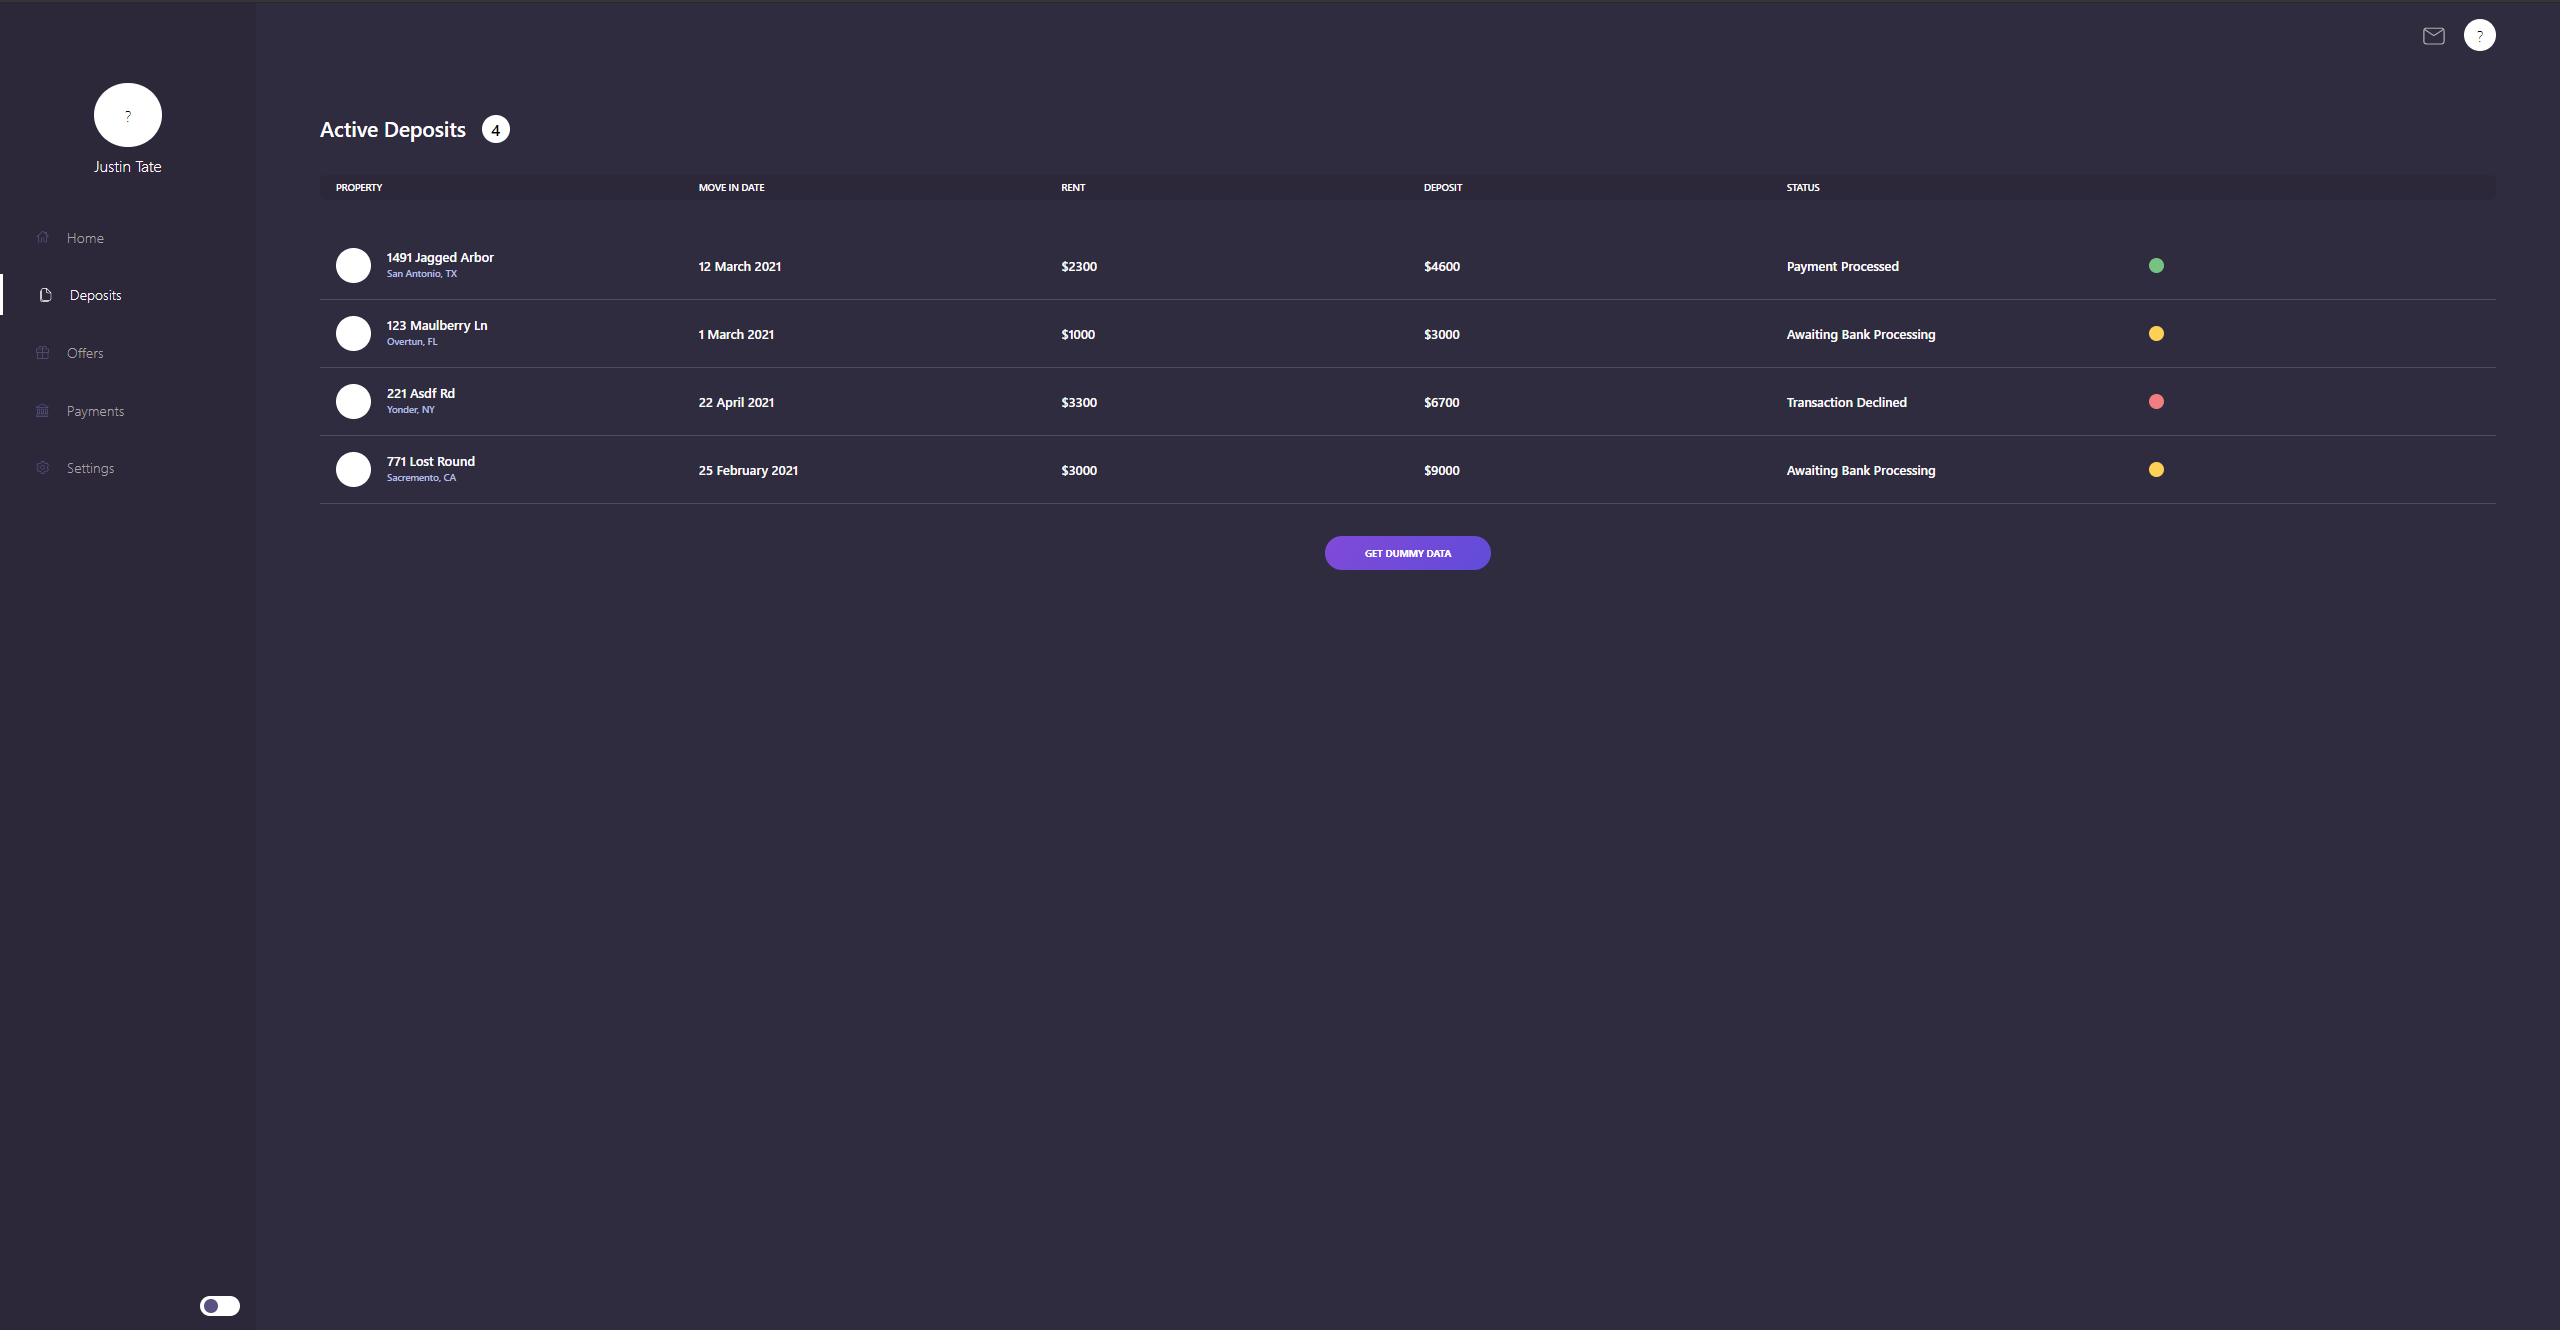 ?
?
Justin Tate
Home
Deposits
Offers
Payments
Settings
Active Deposits 4
PROPERTY MOVE IN DATE RENT DEPOSIT STATUS
1491 Jagged Arbor
San Antonio, TX
12 March 2021 $2300 $4600 Payment Processed
123 Maulberry Ln
Overtun, FL
1 March 2021 $1000 $3000 Awaiting Bank Processing
221 Asdf Rd
Yonder, NY
22 April 2021 $3300 $6700 Transaction Declined
771 Lost Round
Sacremento, CA
25 February 2021 $3000 $9000 Awaiting Bank Processing
GET DUMMY DATA